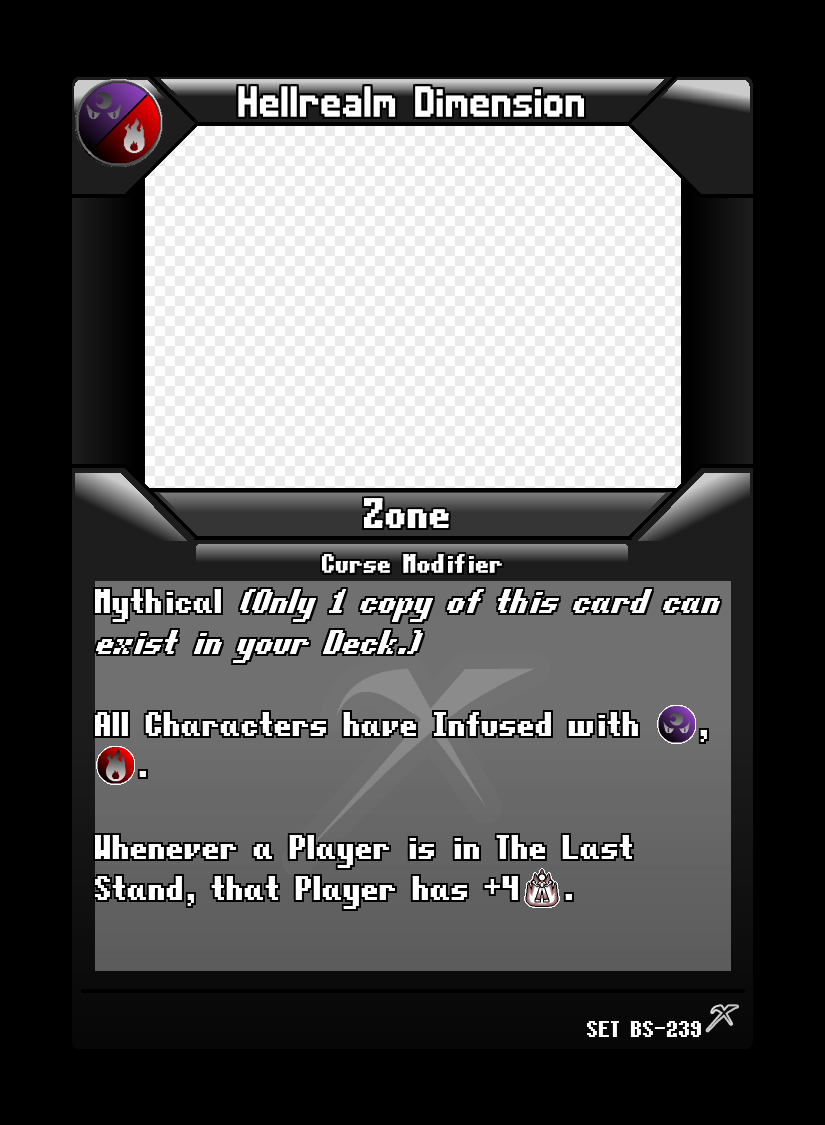 Hellrealm Dimension
Zone
Curse Modifier
Mythical (Only 1 copy of this card can
exist in your Deck.)
All Characters have Infused with ,
.
Whenever a Player is in The Last
Stand, that Player has +4.
SET BS-239